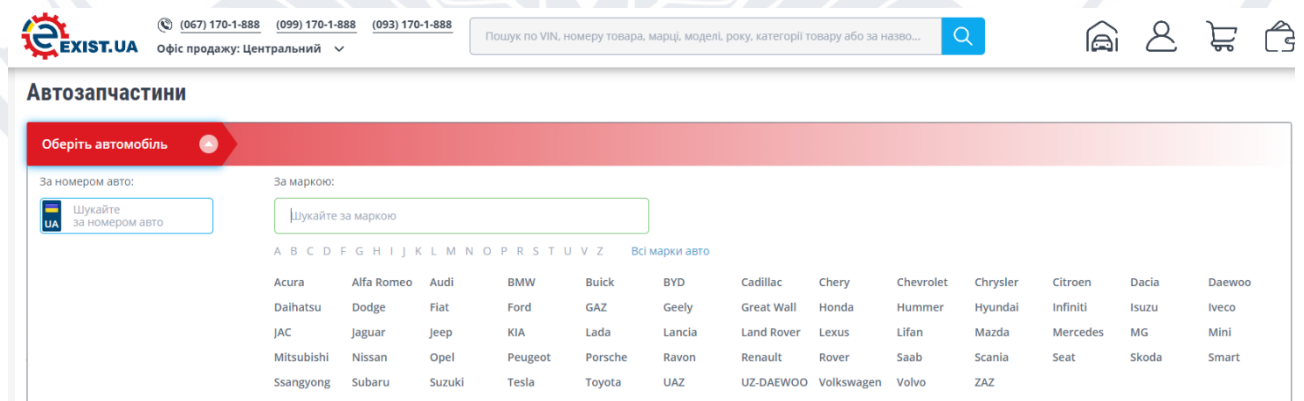 EXIST.UA
(067) 170-1-888 (099) 170-1-888 (093) 170-1-888
Офіс продажу: Центральний
Пошук по VIN, номеру товара, марці, моделі, року, категорії товару або за назво...
Автозапчастини
Оберіть автомобіль
За номером авто:
UA
Шукайте
за номером авто
За маркою:
Шукайте за маркою
A B C D F G H I J K L M N O P R S T U V Z Всі марки авто
Acura Alfa Romeo Audi BMW Buick BYD Cadillac Chery Chevrolet Chrysler Citroen Dacia Daewoo
Daihatsu Dodge Fiat Ford GAZ Geely Great Wall Honda Hummer Hyundai Infiniti Isuzu Iveco
JAC Jaguar Jeep KIA Lada Lancia Land Rover Lexus Lifan Mazda Mercedes MG Mini
Mitsubishi Nissan Opel Peugeot Porsche Ravon Renault Rover Saab Scania Seat Skoda Smart
Ssangyong Subaru Suzuki Tesla Toyota UAZ UZ-DAEWOO Volkswagen Volvo ZAZ